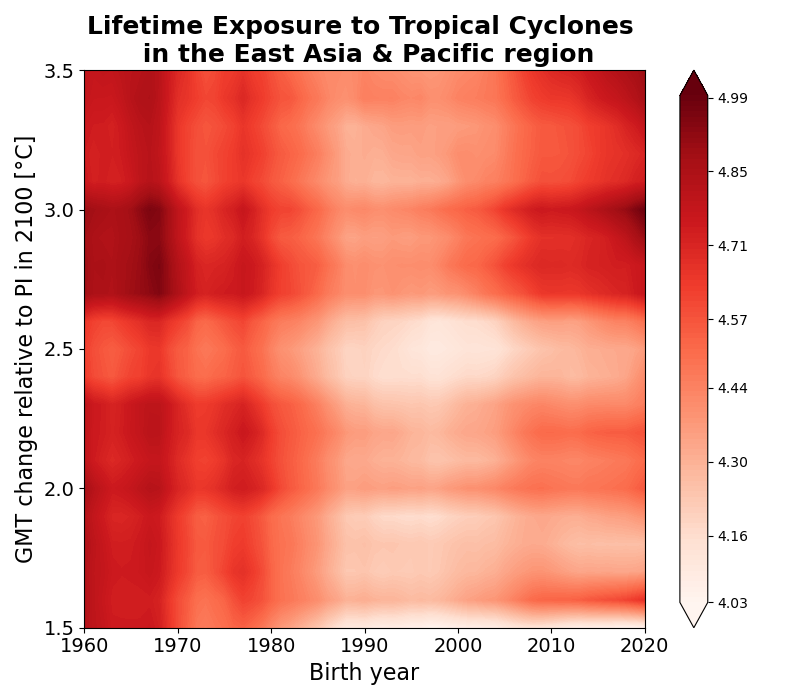 Lifetime Exposure to Tropical Cyclones
in the East Asia & Pacific region
GMT change relative to PI in 2100 [°C]
3.5
3.0
2.5
2.0
1.5
1960 1970 1980 1990 2000 2010 2020
Birth year
4.99
4.85
4.71
4.57
4.44
4.30
4.16
4.03